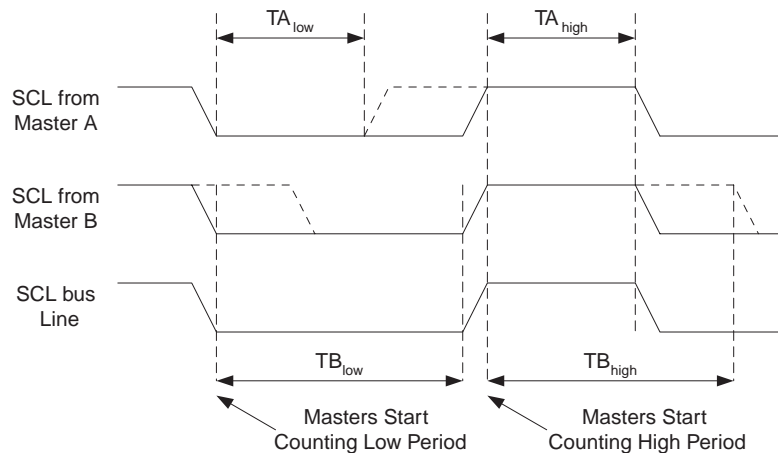 TA low
TA high
SCL from
Master A
SCL from
Master B
SCL bus
Line
TB low
TB high
Masters Start
Counting Low Period
Masters Start
Counting High Period